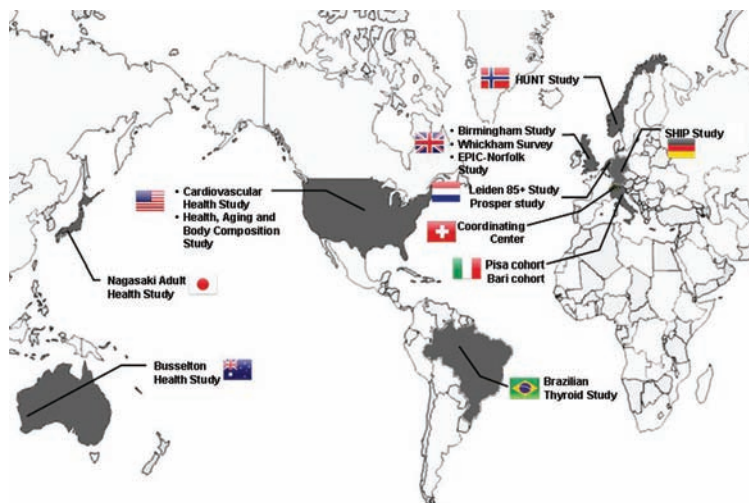 HUNT Study
• Birmingham Study
• Whickham Survey
• EPIC-Norfolk
Study
SHIP Study
• Cardiovascular
Health Study
• Health, Aging and
Body Composition
Study
Leiden 85+ Study
Prosper study
Coordinating
Center
Pisa cohort
Bari cohort
Nagasaki Adult
Health Study
Busselton
Health Study
Brazilian
Thyroid Study